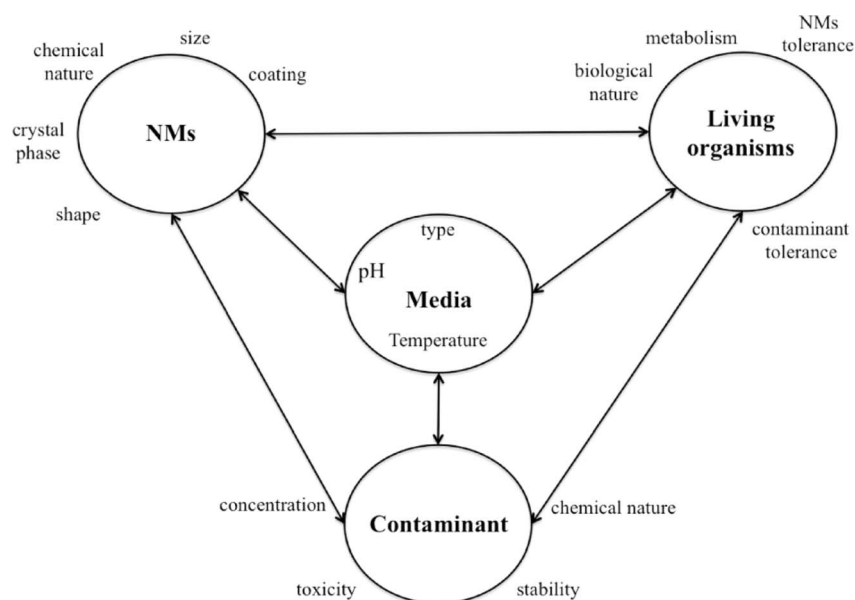 size
chemical
nature
coating
crystal
phase
NMs
shape
metabolism
NMs
tolerance
biological
nature
Living
organisms
contaminant
tolerance
type
pH
Media
Temperature
concentration
chemical nature
Contaminant
toxicity
stability